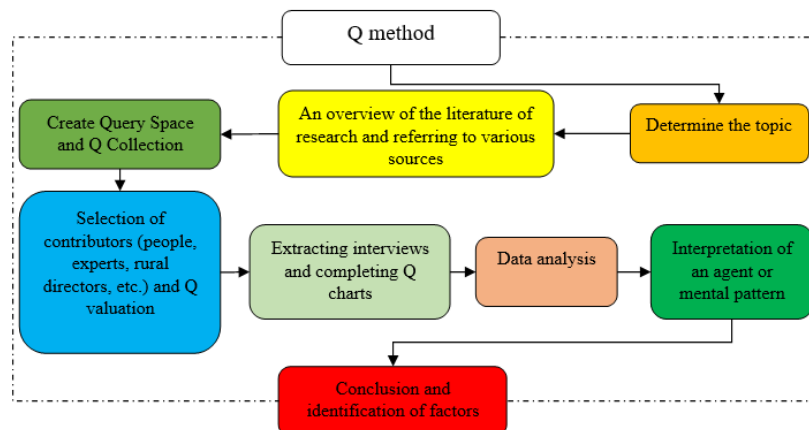 Q method
Determine the topic
An overview of the literature of
research and referring to various
sources
Create Query Space
and Q Collection
Selection of
contributors (people,
experts, rural
directors, etc.) and Q
valuation
Extracting interviews
and completing Q
charts
Data analysis
Interpretation of
an agent or
mental pattern
Conclusion and
identification of factors